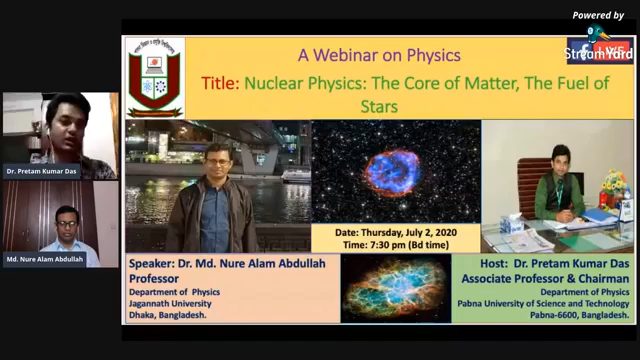 Powered by
StreamYard
LIVE
A Webinar on Physics
Title: Nuclear Physics: The Core of Matter, The Fuel of
Stars
Dr. Pretam Kumar Das
Md. Nure Alam Abdullah
Date: Thursday, July 2, 2020
Time: 7:30 pm (Bd time)
Speaker: Dr. Md. Nure Alam Abdullah
Professor
Department of Physics
Jagannath University
Dhaka, Bangladesh.
Host: Dr. Pretam Kumar Das
Associate Professor & Chairman
Department of Physics
Pabna University of Science and Technology
Pabna-6600, Bangladesh.